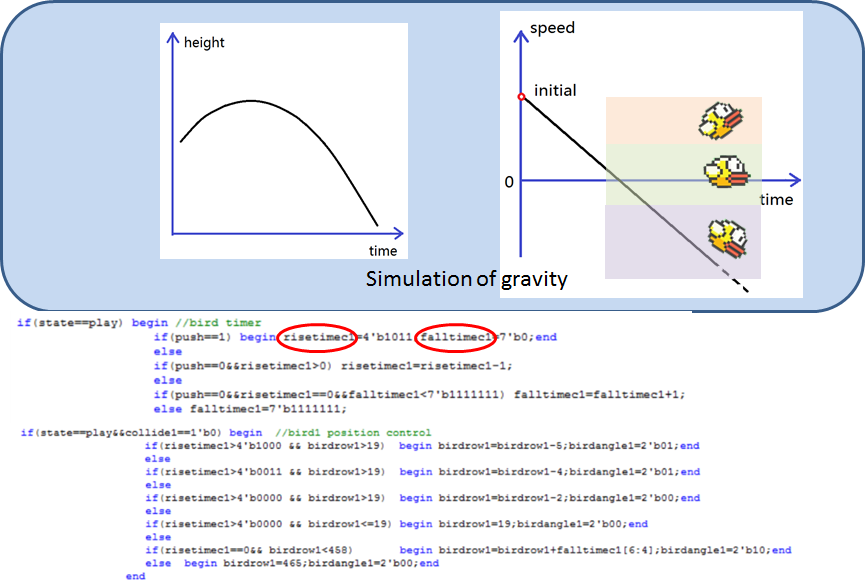 height
time
speed
initial
0
time
Simulation of gravity
if(state==play) begin //bird timer
if(push==1) begin risetimec1=4'b1011 falltimec1=7'b0;end
else
if(push==0&&risetimec1>0) risetimec1=risetimec1-1;
else
if(push==0&&risetimec1==0&&falltimec1<7'b1111111) falltimec1=falltimec1+1;
else falltimec1=7'b1111111;
if(state==play&&collide1==1'b0) begin //bird1 position control
if(risetimec1>4'b1000 && birdrow1>19) begin birdrow1=birdrow1-5;birdangle1=2'b01;end
else
if(risetimec1>4'b0011 && birdrow1>19) begin birdrow1=birdrow1-4;birdangle1=2'b01;end
else
if(risetimec1>4'b0000 && birdrow1>19) begin birdrow1=birdrow1-2;birdangle1=2'b00;end
else
if(risetimec1>4'b0000 && birdrow1<=19) begin birdrow1=19;birdangle1=2'b00;end
else
if(risetimec1==0&& birdrow1<458) begin birdrow1=birdrow1+falltimec1[6:4];birdangle1=2'b10;end
else begin birdrow1=465;birdangle1=2'b00;end
end